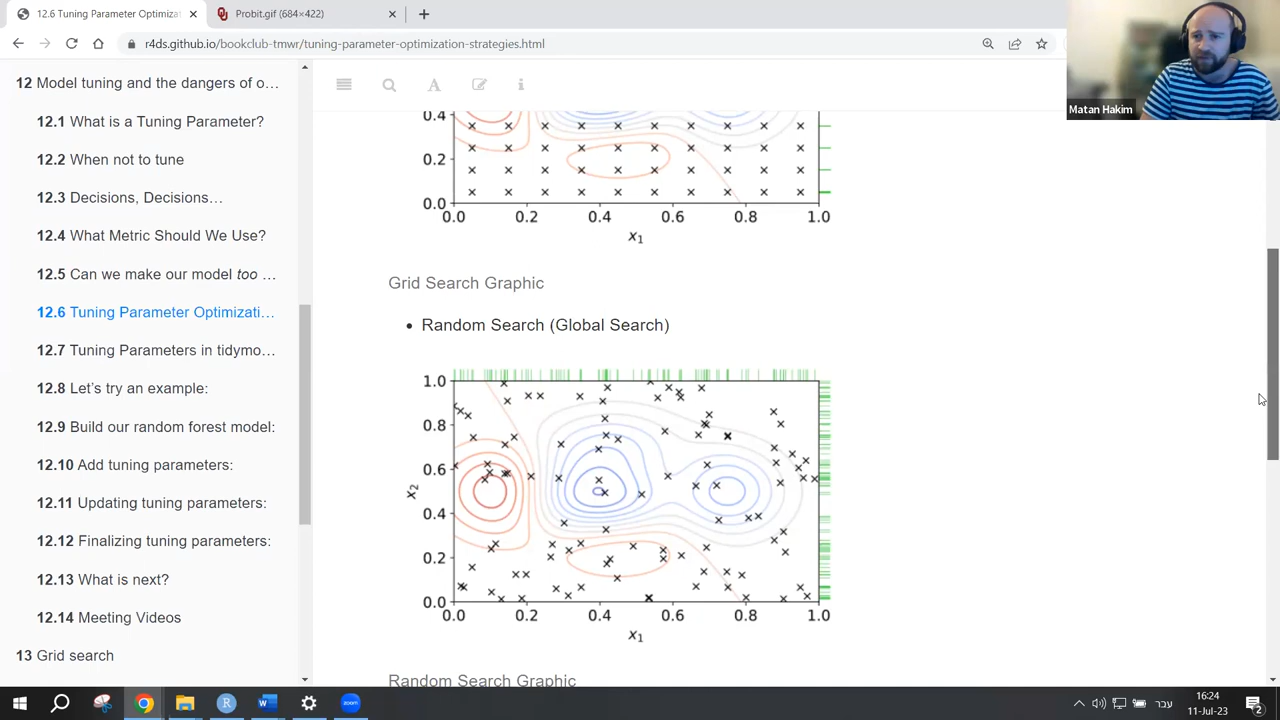 12.6 Tuning Parameter Optimizat
Probit.gif (684×422)
r4ds.github.io/bookclub-tmwr/tuning-parameter-optimization-strategies.html
Matan Hakim
12 Model tuning and the dangers of o…
12.1 What is a Tuning Parameter?
12.2 When not to tune
12.3 Decisions, Decisions…
12.4 What Metric Should We Use?
12.5 Can we make our model too …
12.6 Tuning Parameter Optimizati…
12.7 Tuning Parameters in tidymo…
12.8 Let’s try an example:
12.9 Build our random forest model:
12.10 Add tuning parameters:
12.11 Updating tuning parameters:
12.12 Finalizing tuning parameters:
12.13 What is next?
12.14 Meeting Videos
13 Grid search
0.4
0.2
0.0
0.0 0.2 0.4 0.6 0.8 1.0
x1
Grid Search Graphic
• Random Search (Global Search)
1.0
0.8
0.6
x2
0.4
0.2
0.0
0.0 0.2 0.4 0.6 0.8 1.0
x1
Random Search Graphic
עבר
16:24
11-Jul-23
2